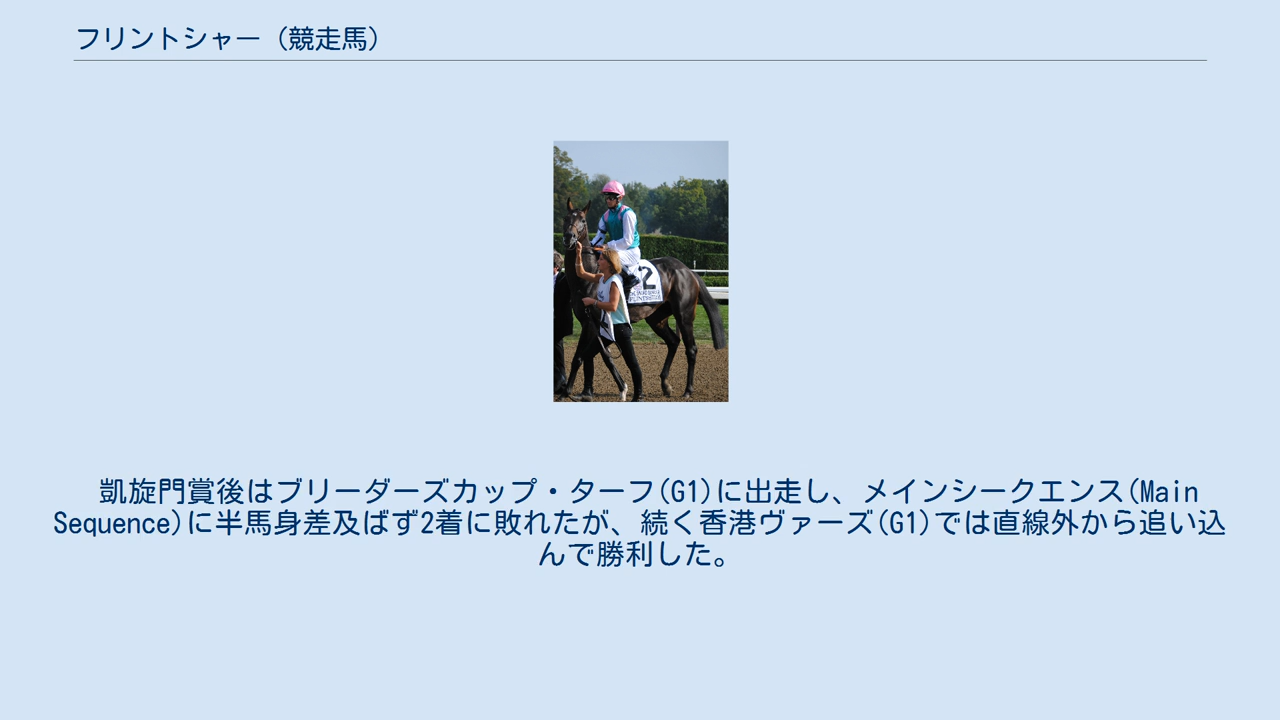 フリントシャー（競走馬）
2
凱旋門賞後はブリーダーズカップ・ターフ(G1)に出走し、メインシークエンス(Main
Sequence)に半馬身差及ばず2着に敗れたが、続く香港ヴァーズ(G1)では直線外から追い込
んで勝利した。